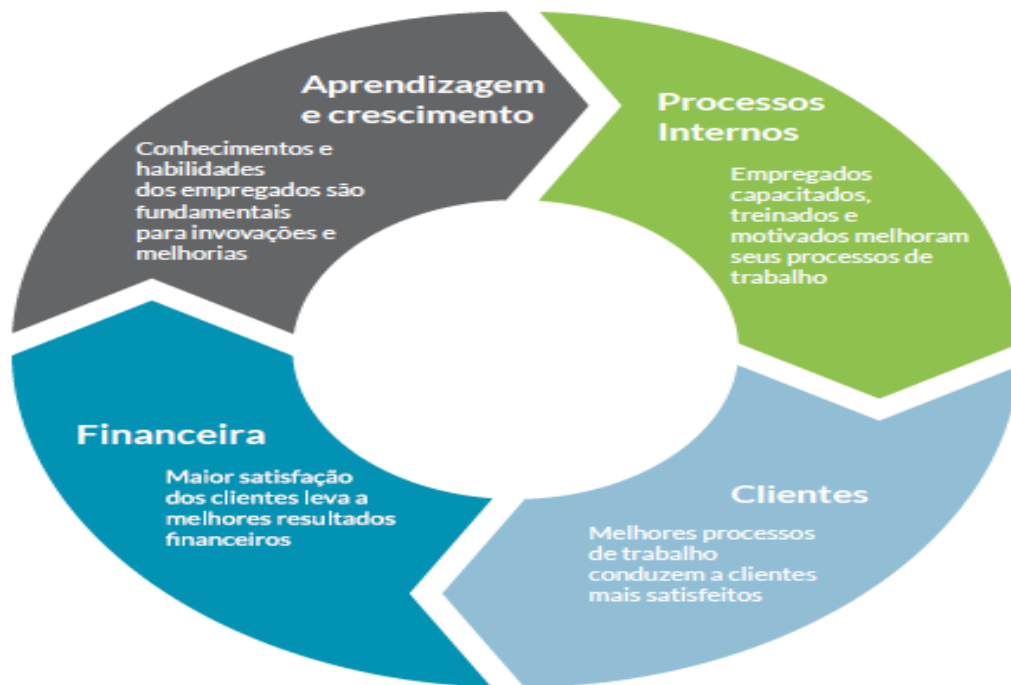 Aprendizagem
e crescimento
Conhecimentos e
habilidades
dos empregados são
fundamentais
para invovações e
melhorias
Processos
Internos
Empregados
capacitados,
treinados e
motivados melhoram
seus processos de
trabalho
Clientes
Melhores processos
de trabalho
conduzem a clientes
mais satisfeitos
Financeira
Maior satisfação
dos clientes leva a
melhores resultados
financeiros